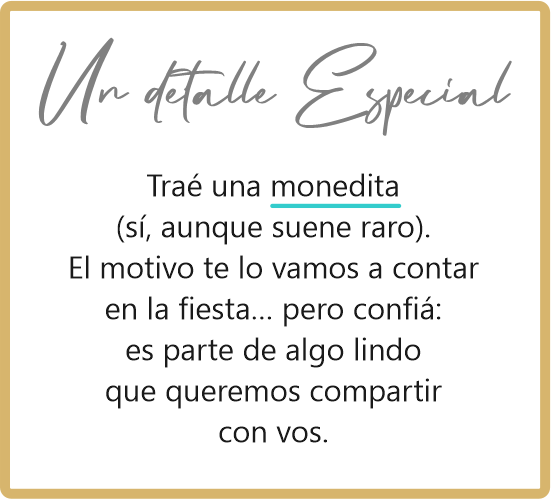 Un detalle Especial
Traé una monedita
(sí, aunque suene raro).
El motivo te lo vamos a contar
en la fiesta... pero confiá:
es parte de algo lindo
que queremos compartir
con vos.